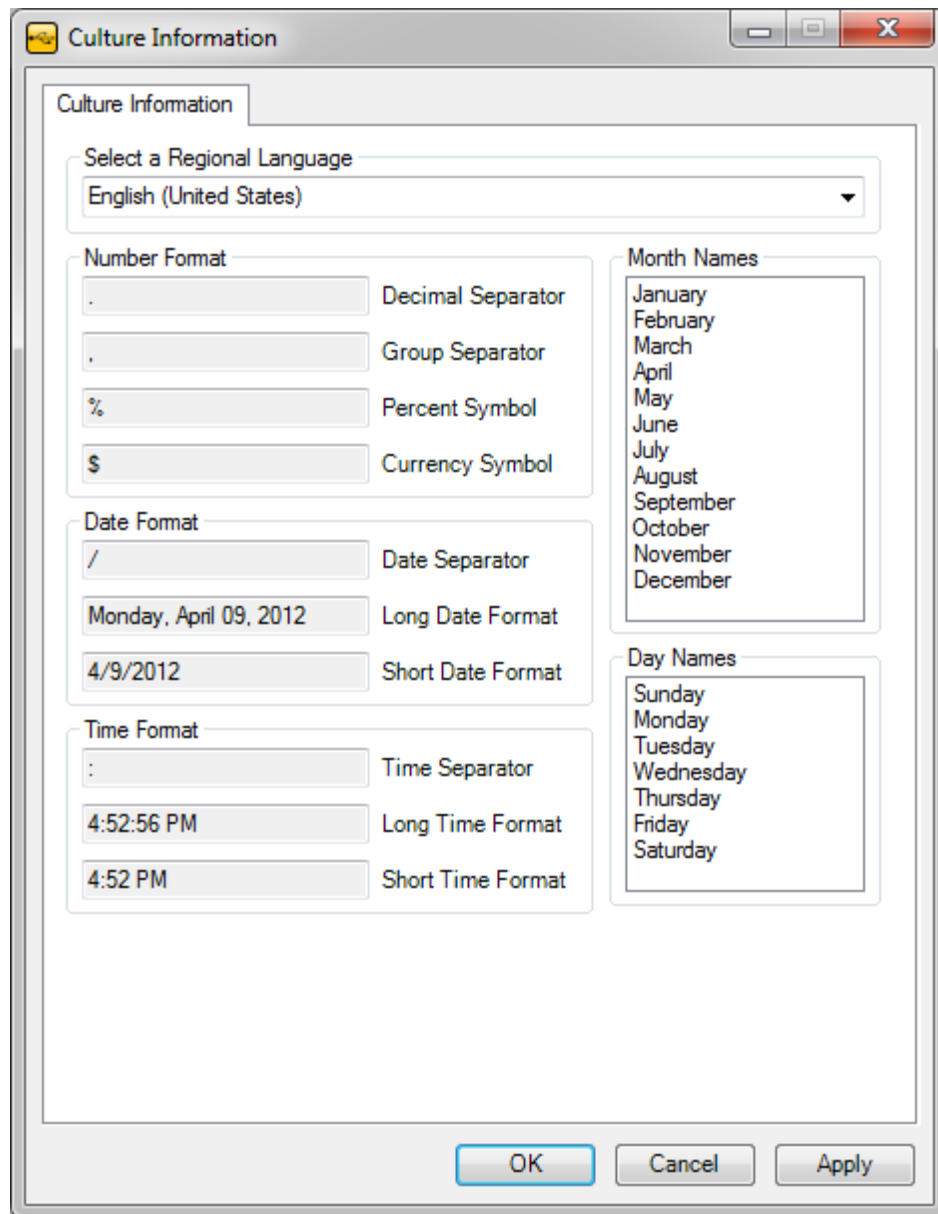 Culture Information
Culture Information
Select a Regional Language
English (United States)
Number Format
. Decimal Separator
, Group Separator
% Percent Symbol
$ Currency Symbol
Date Format
/ Date Separator
Monday, April 09, 2012 Long Date Format
4/9/2012 Short Date Format
Time Format
: Time Separator
4:52:56 PM Long Time Format
4:52 PM Short Time Format
Month Names
January
February
March
April
May
June
July
August
September
October
November
December
Day Names
Sunday
Monday
Tuesday
Wednesday
Thursday
Friday
Saturday
OK Cancel Apply